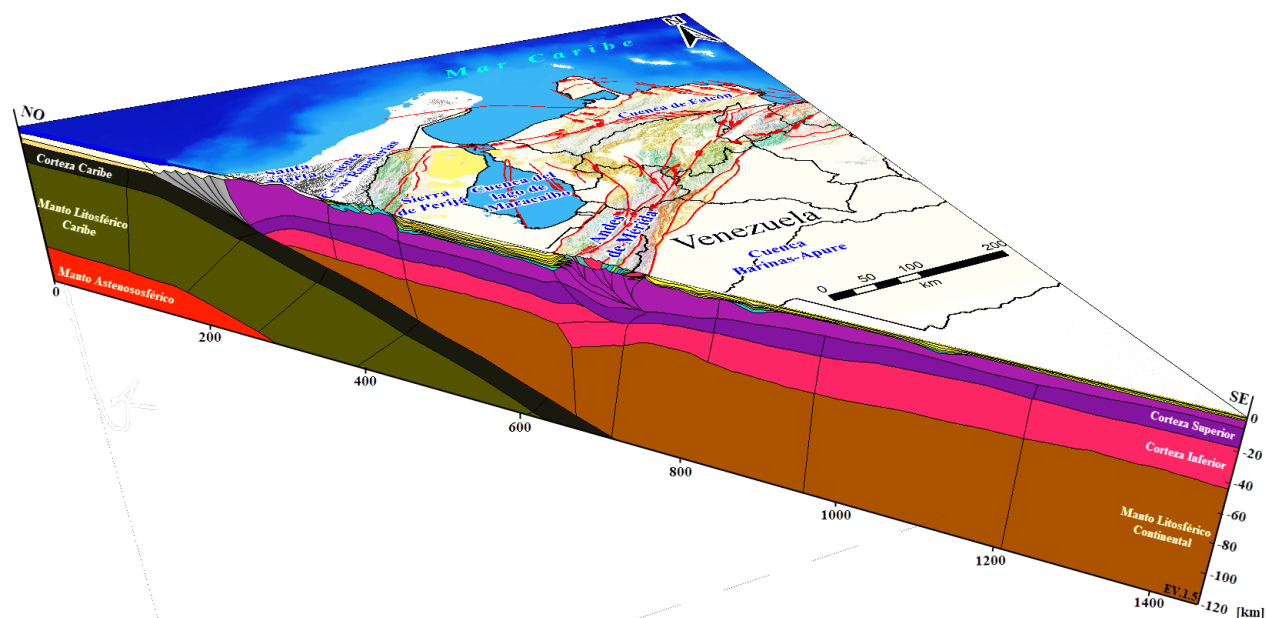 N
Mar Caribe
NO
Cuenca de Falcón
Corteza Caribe
Santa
Marta
Cuenca
Cesar Rancherías
Sierra
de Perijá
Cuenca del
lago de
Maracaibo
Manto Litosférico
Caribe
Andes
de Mérida
Venezuela
Cuenca
Barinas-Apure
0 50 100 200
km
Manto Astenososférico
0
200
400
600
800
1000
1200
1400
SE
0
-20
-40
-60
-80
-100
-120 [km]
Corteza Superior
Corteza Inferior
Manto Litosférico
Continental
EV.1.5